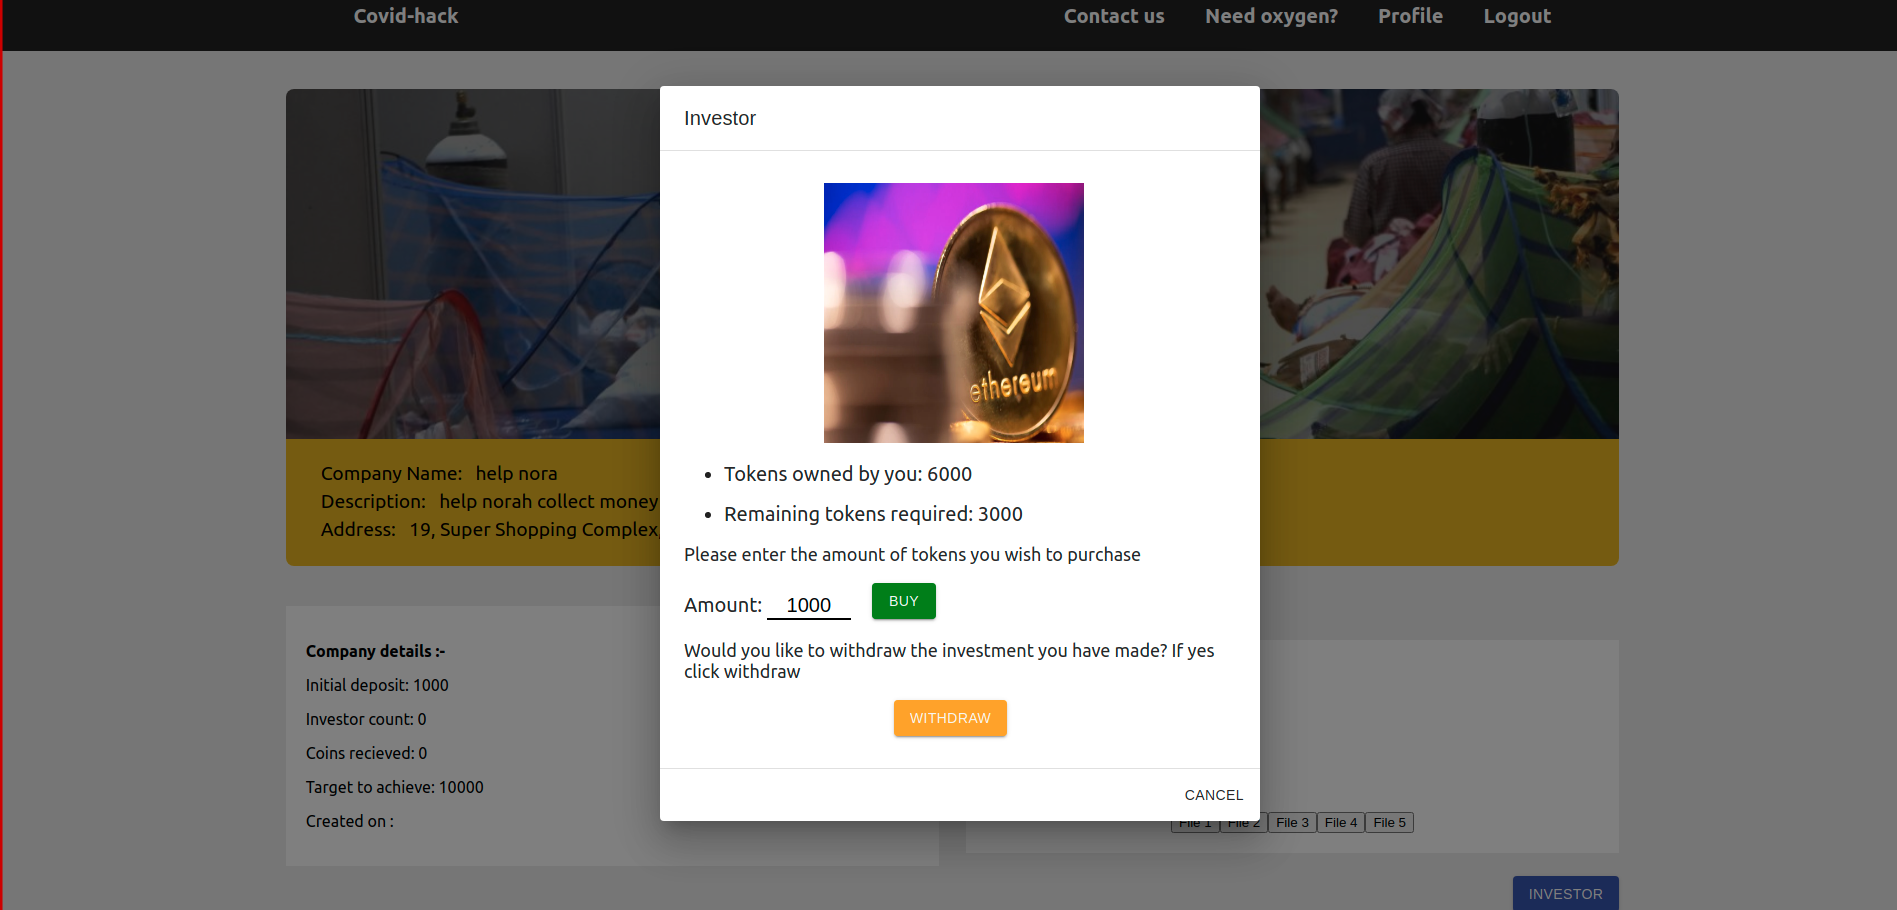 Covid-hack
Contact us
Need oxygen?
Profile
Logout
Investor
ethereum
Tokens owned by you: 6000
Remaining tokens required: 3000
Please enter the amount of tokens you wish to purchase
Amount: 1000
BUY
Would you like to withdraw the investment you have made? If yes
click withdraw
WITHDRAW
CANCEL
Company Name: help nora
Description: help norah collect money
Address: 19, Super Shopping Complex,
Company details :-
Initial deposit: 1000
Investor count: 0
Coins recieved: 0
Target to achieve: 10000
Created on :
File 1 File 2 File 3 File 4 File 5
INVESTOR